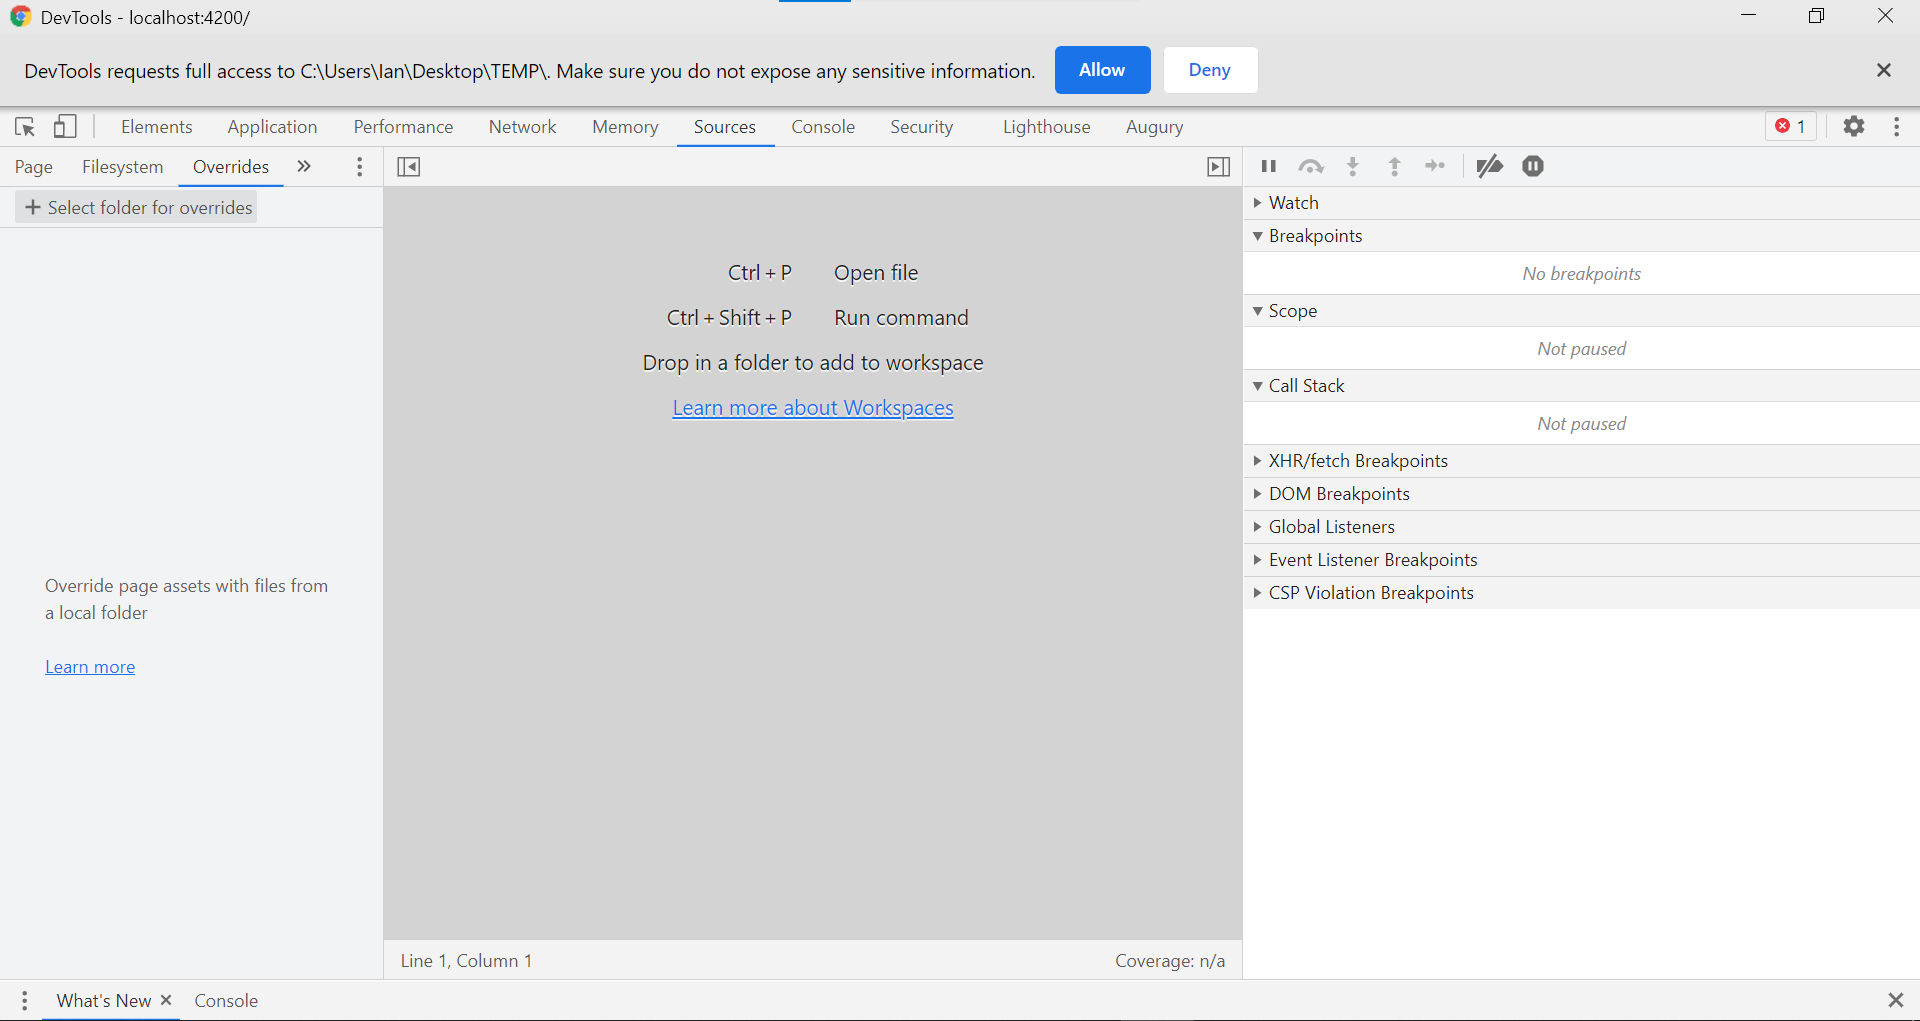 DevTools - localhost:4200/
DevTools requests full access to C:\Users\Ian\Desktop\TEMP\. Make sure you do not expose any sensitive information. Allow Deny
Elements Application Performance Network Memory Sources Console Security Lighthouse Augury 1
Page Filesystem Overrides
+ Select folder for overrides
Override page assets with files from
a local folder
Learn more
Ctrl + P Open file
Ctrl + Shift + P Run command
Drop in a folder to add to workspace
Learn more about Workspaces
Line 1, Column 1 Coverage: n/a
Watch
Breakpoints
No breakpoints
Scope
Not paused
Call Stack
Not paused
XHR/fetch Breakpoints
DOM Breakpoints
Global Listeners
Event Listener Breakpoints
CSP Violation Breakpoints
What's New Console